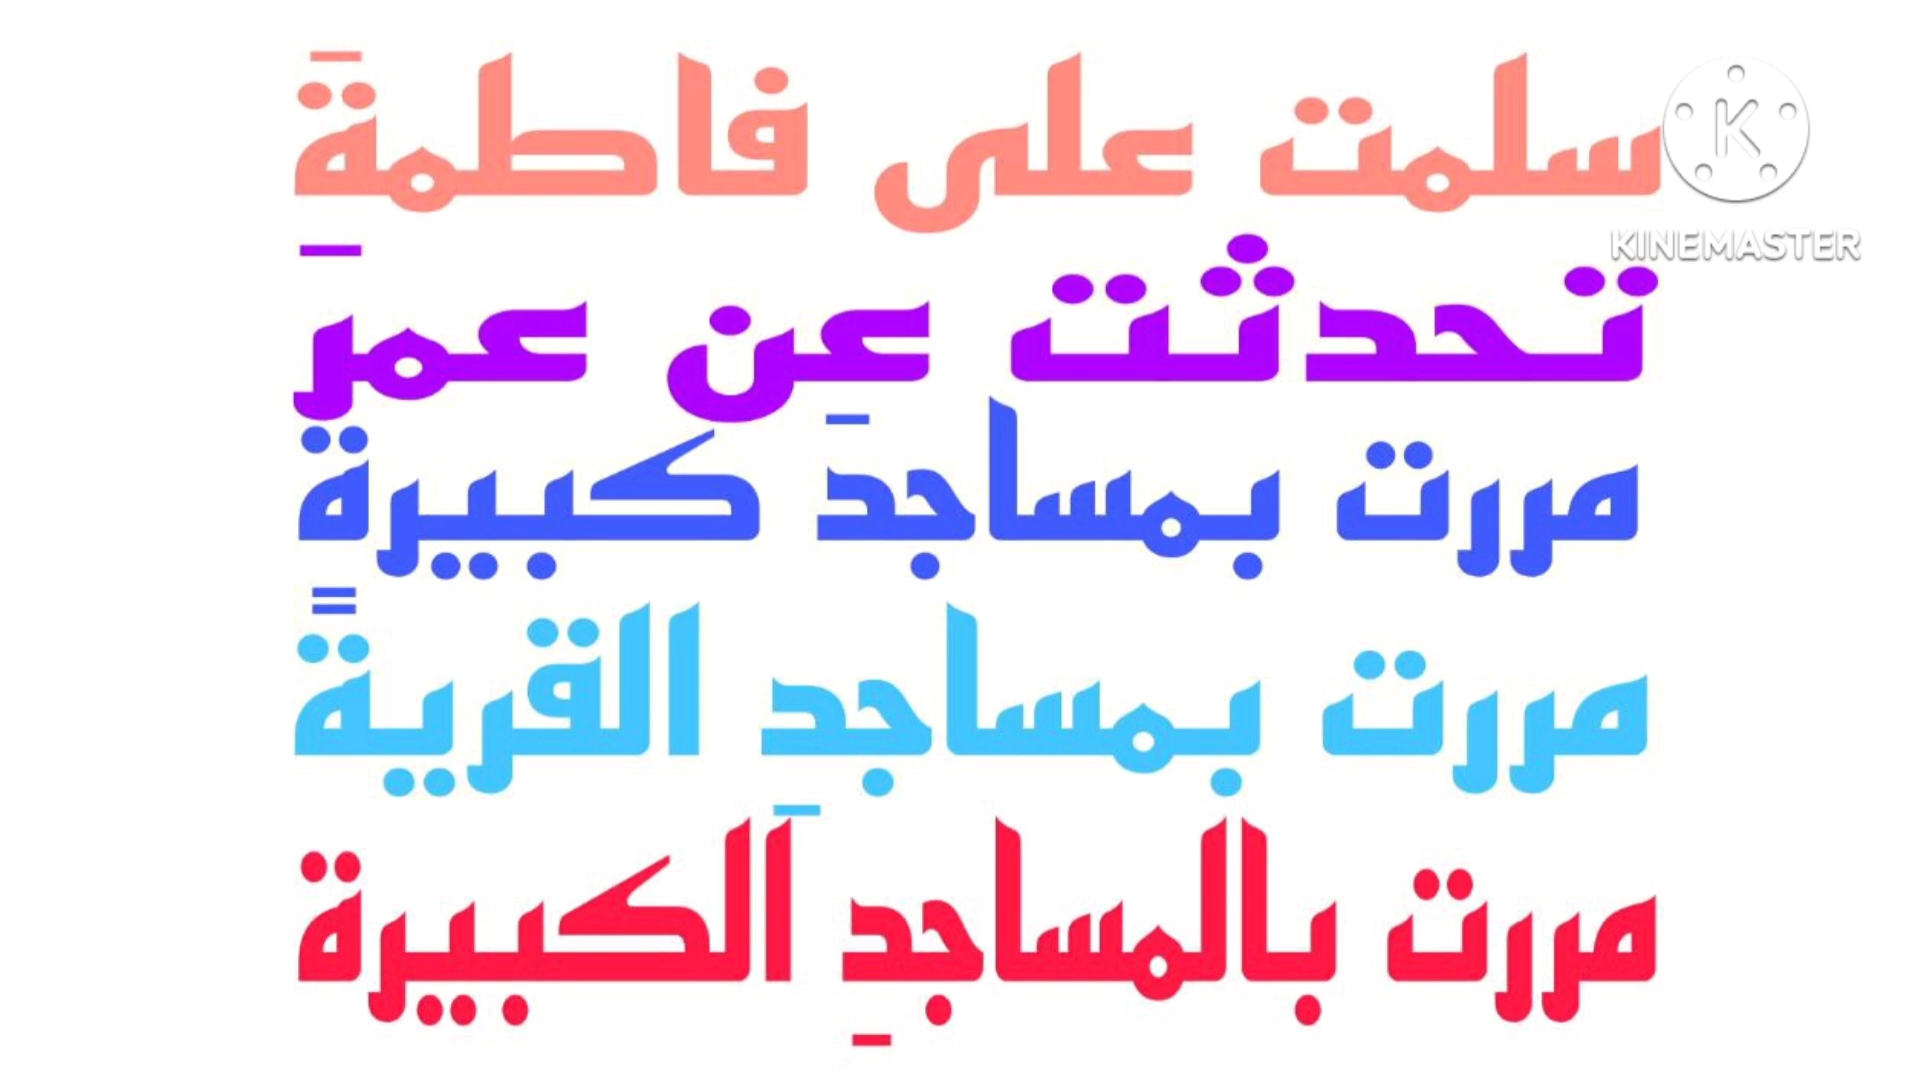 سلمت على فاطمةَ
تحدثت عن عمرَ
مررت بمساجدَ كبيرةٍ
مررت بمساجدِ القرية
مررت بالمساجدِ الكبيرة
K
KINEMASTER